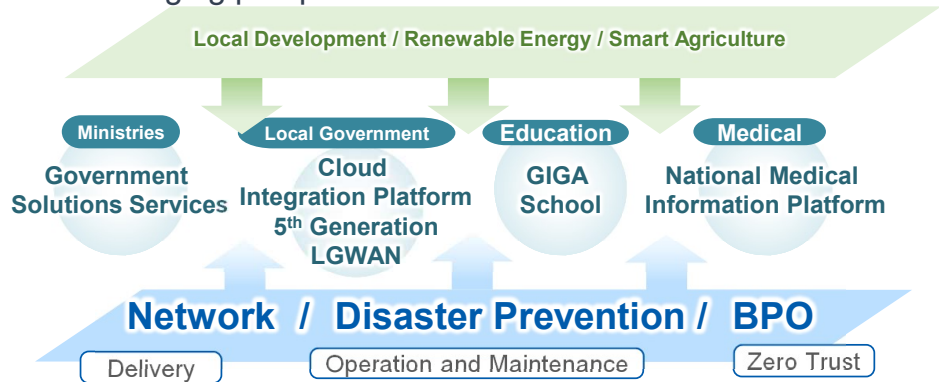 Local Development / Renewable Energy / Smart Agriculture
Ministries
Government
Solutions Services
Local Government
Cloud
Integration Platform
5th Generation
LGWAN
Education
GIGA
School
Medical
National Medical
Information Platform
Network / Disaster Prevention / BPO
Delivery
Operation and Maintenance
Zero Trust